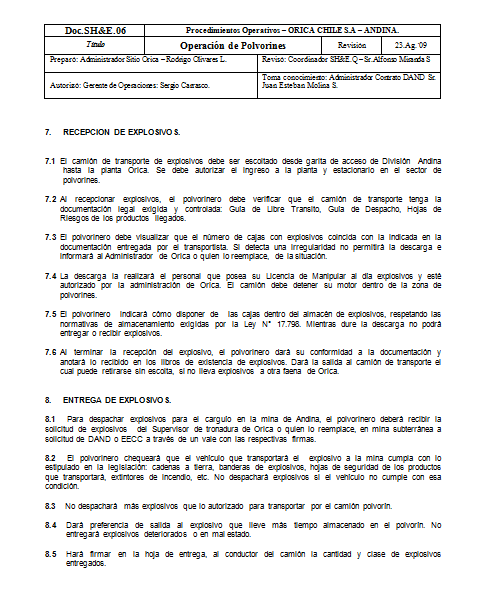 Doc.SH&E.06
Procedimientos Operativos – ORICA CHILE S.A – ANDINA.
Título
Operación de Polvorines
Revisión
23.Ag.'09
Preparó: Administrador Sitio Orica – Rodrigo Olivares L.
Revisó: Coordinador SH&E.Q – Sr. Alfonso Miranda S
Autorizó: Gerente de Operaciones: Sergio Carrasco.
Toma conocimiento: Administrador Contrato DAND Sr.
Juan Esteban Molina S.
7. RECEPCION DE EXPLOSIVOS.
7.1 El camión de transporte de explosivos debe ser escoltado desde garita de acceso de División Andina
hasta la planta Orica. Se debe autorizar el ingreso a la planta y estacionarlo en el sector de
polvorines.
7.2 Al recepcionar explosivos, el polvorinero debe verificar que el camión de transporte tenga la
documentación legal exigida y controlada: Guía de Libre Transito, Guía de Despacho, Hojas de
Riesgos de los productos llegados.
7.3 El polvorinero debe visualizar que el número de cajas con explosivos coincida con la indicada en la
documentación entregada por el transportista. Si detecta una irregularidad no permitirá la descarga e
informará al Administrador de Orica o quien lo reemplace, de la situación.
7.4 La descarga la realizará el personal que posea su Licencia de Manipular al día explosivos y esté
autorizado por la administración de Orica. El camión debe detener su motor dentro de la zona de
polvorines.
7.5 El polvorinero indicará cómo disponer de las cajas dentro del almacén de explosivos, respetando las
normativas de almacenamiento exigidas por la Ley N° 17.798. Mientras dure la descarga no podrá
entregar o recibir explosivos.
7.6 Al terminar la recepción del explosivo, el polvorinero dará su conformidad a la documentación y
anotará lo recibido en los libros de existencia de explosivos. Dará la salida al camión de transporte el
cual puede retirarse sin escolta, si no lleva explosivos a otra faena de Orica.
8. ENTREGA DE EXPLOSIVOS.
8.1 Para despachar explosivos para el carguío en la mina de Andina, el polvorinero deberá recibir la
solicitud de explosivos del Supervisor de tronadura de Orica o quien lo reemplace, en mina subterránea a
solicitud de DAND o EECC a través de un vale con las respectivas firmas.
8.2 El polvorinero chequeará que el vehículo que transportará el explosivo a la mina cumpla con lo
estipulado en la legislación: cadenas a tierra, banderas de explosivos, hojas de seguridad de los productos
que transportará, extintores de incendio, etc. No despachará explosivos si el vehículo no cumple con esa
condición.
8.3 No despachará más explosivos que lo autorizado para transportar por el camión polvorín.
8.4 Dará preferencia de salida al explosivo que lleve más tiempo almacenado en el polvorín. No
entregará explosivos deteriorados o en mal estado.
8.5 Hará firmar en la hoja de entrega, al conductor del camión la cantidad y clase de explosivos
entregados.